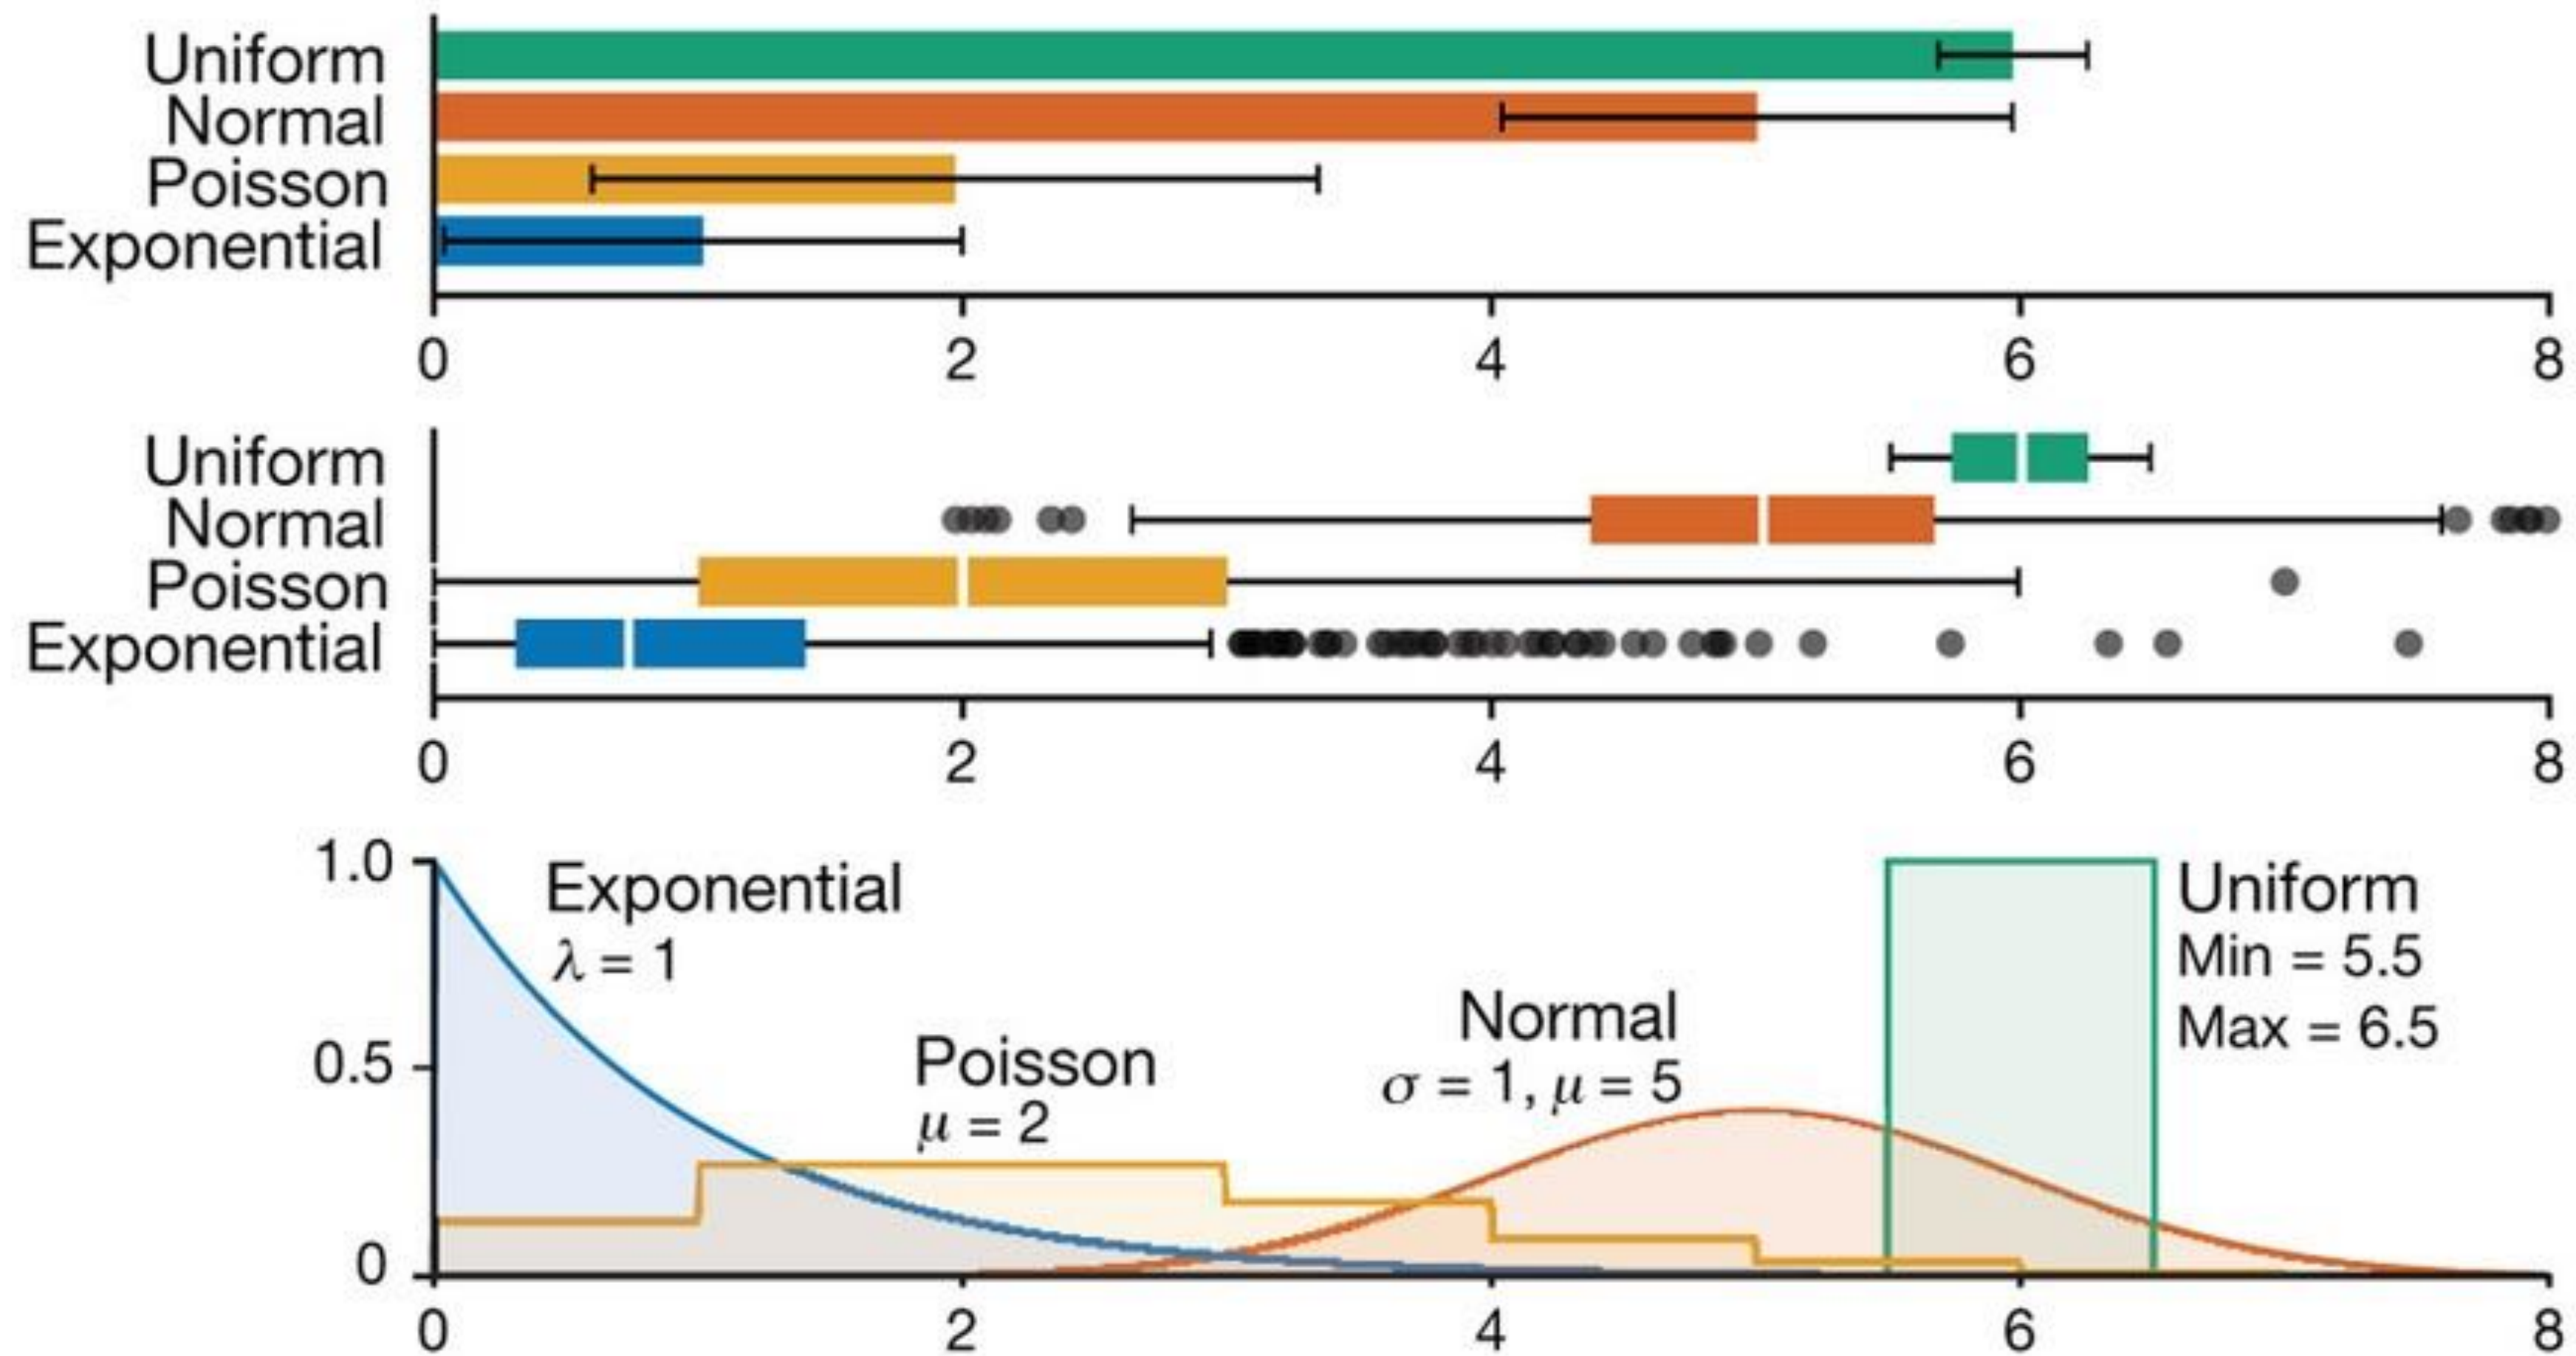 Uniform
Normal
Poisson
Exponential
0 2 4 6 8
Uniform
Normal
Poisson
Exponential
0 2 4 6 8
1.0
0.5
0
Exponential
λ = 1
Poisson
μ = 2
Normal
σ = 1, μ = 5
Uniform
Min = 5.5
Max = 6.5
0 2 4 6 8